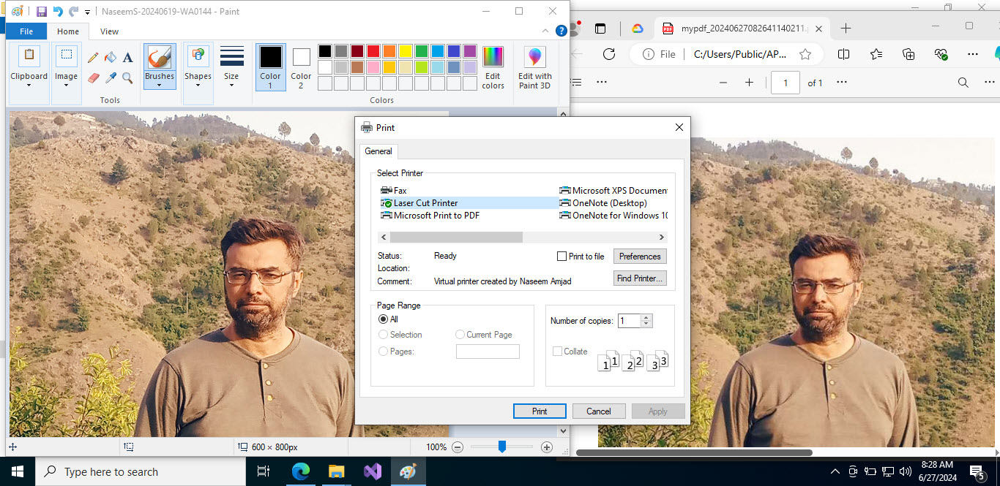 NaseemS-20240619-WA0144 - Paint
File
Home
View
Clipboard
Image
Tools
A
Brushes
Shapes
Size
Color
1
Color
2
Colors
Edit
colors
Edit with
Paint 3D
600 × 800px
100%
mypdf_20240627082641140211.
File
C:/Users/Public/AP...
1
of 1
Print
General
Select Printer
Fax
Laser Cut Printer
Microsoft Print to PDF
Microsoft XPS Document
OneNote (Desktop)
OneNote for Windows 10
Status:
Ready
Location:
Comment:
Virtual printer created by Naseem Amjad
Print to file
Preferences
Find Printer...
Page Range
All
Selection
Current Page
Pages:
Number of copies:
1
Collate
1 1 2 2 3 3
Print
Cancel
Apply
Type here to search
8:28 AM
6/27/2024
5